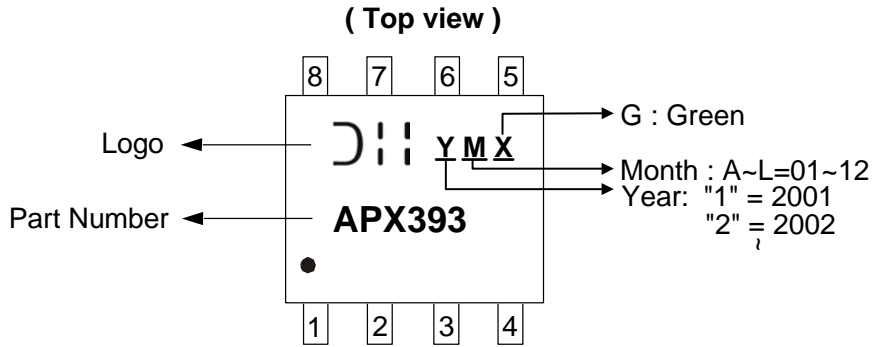 ( Top view )
8 7 6 5
G : Green
Logo
Y M X
Month : A~L=01~12
Year: "1" = 2001
Part Number
APX393
"2" = 2002
~
1 2 3 4